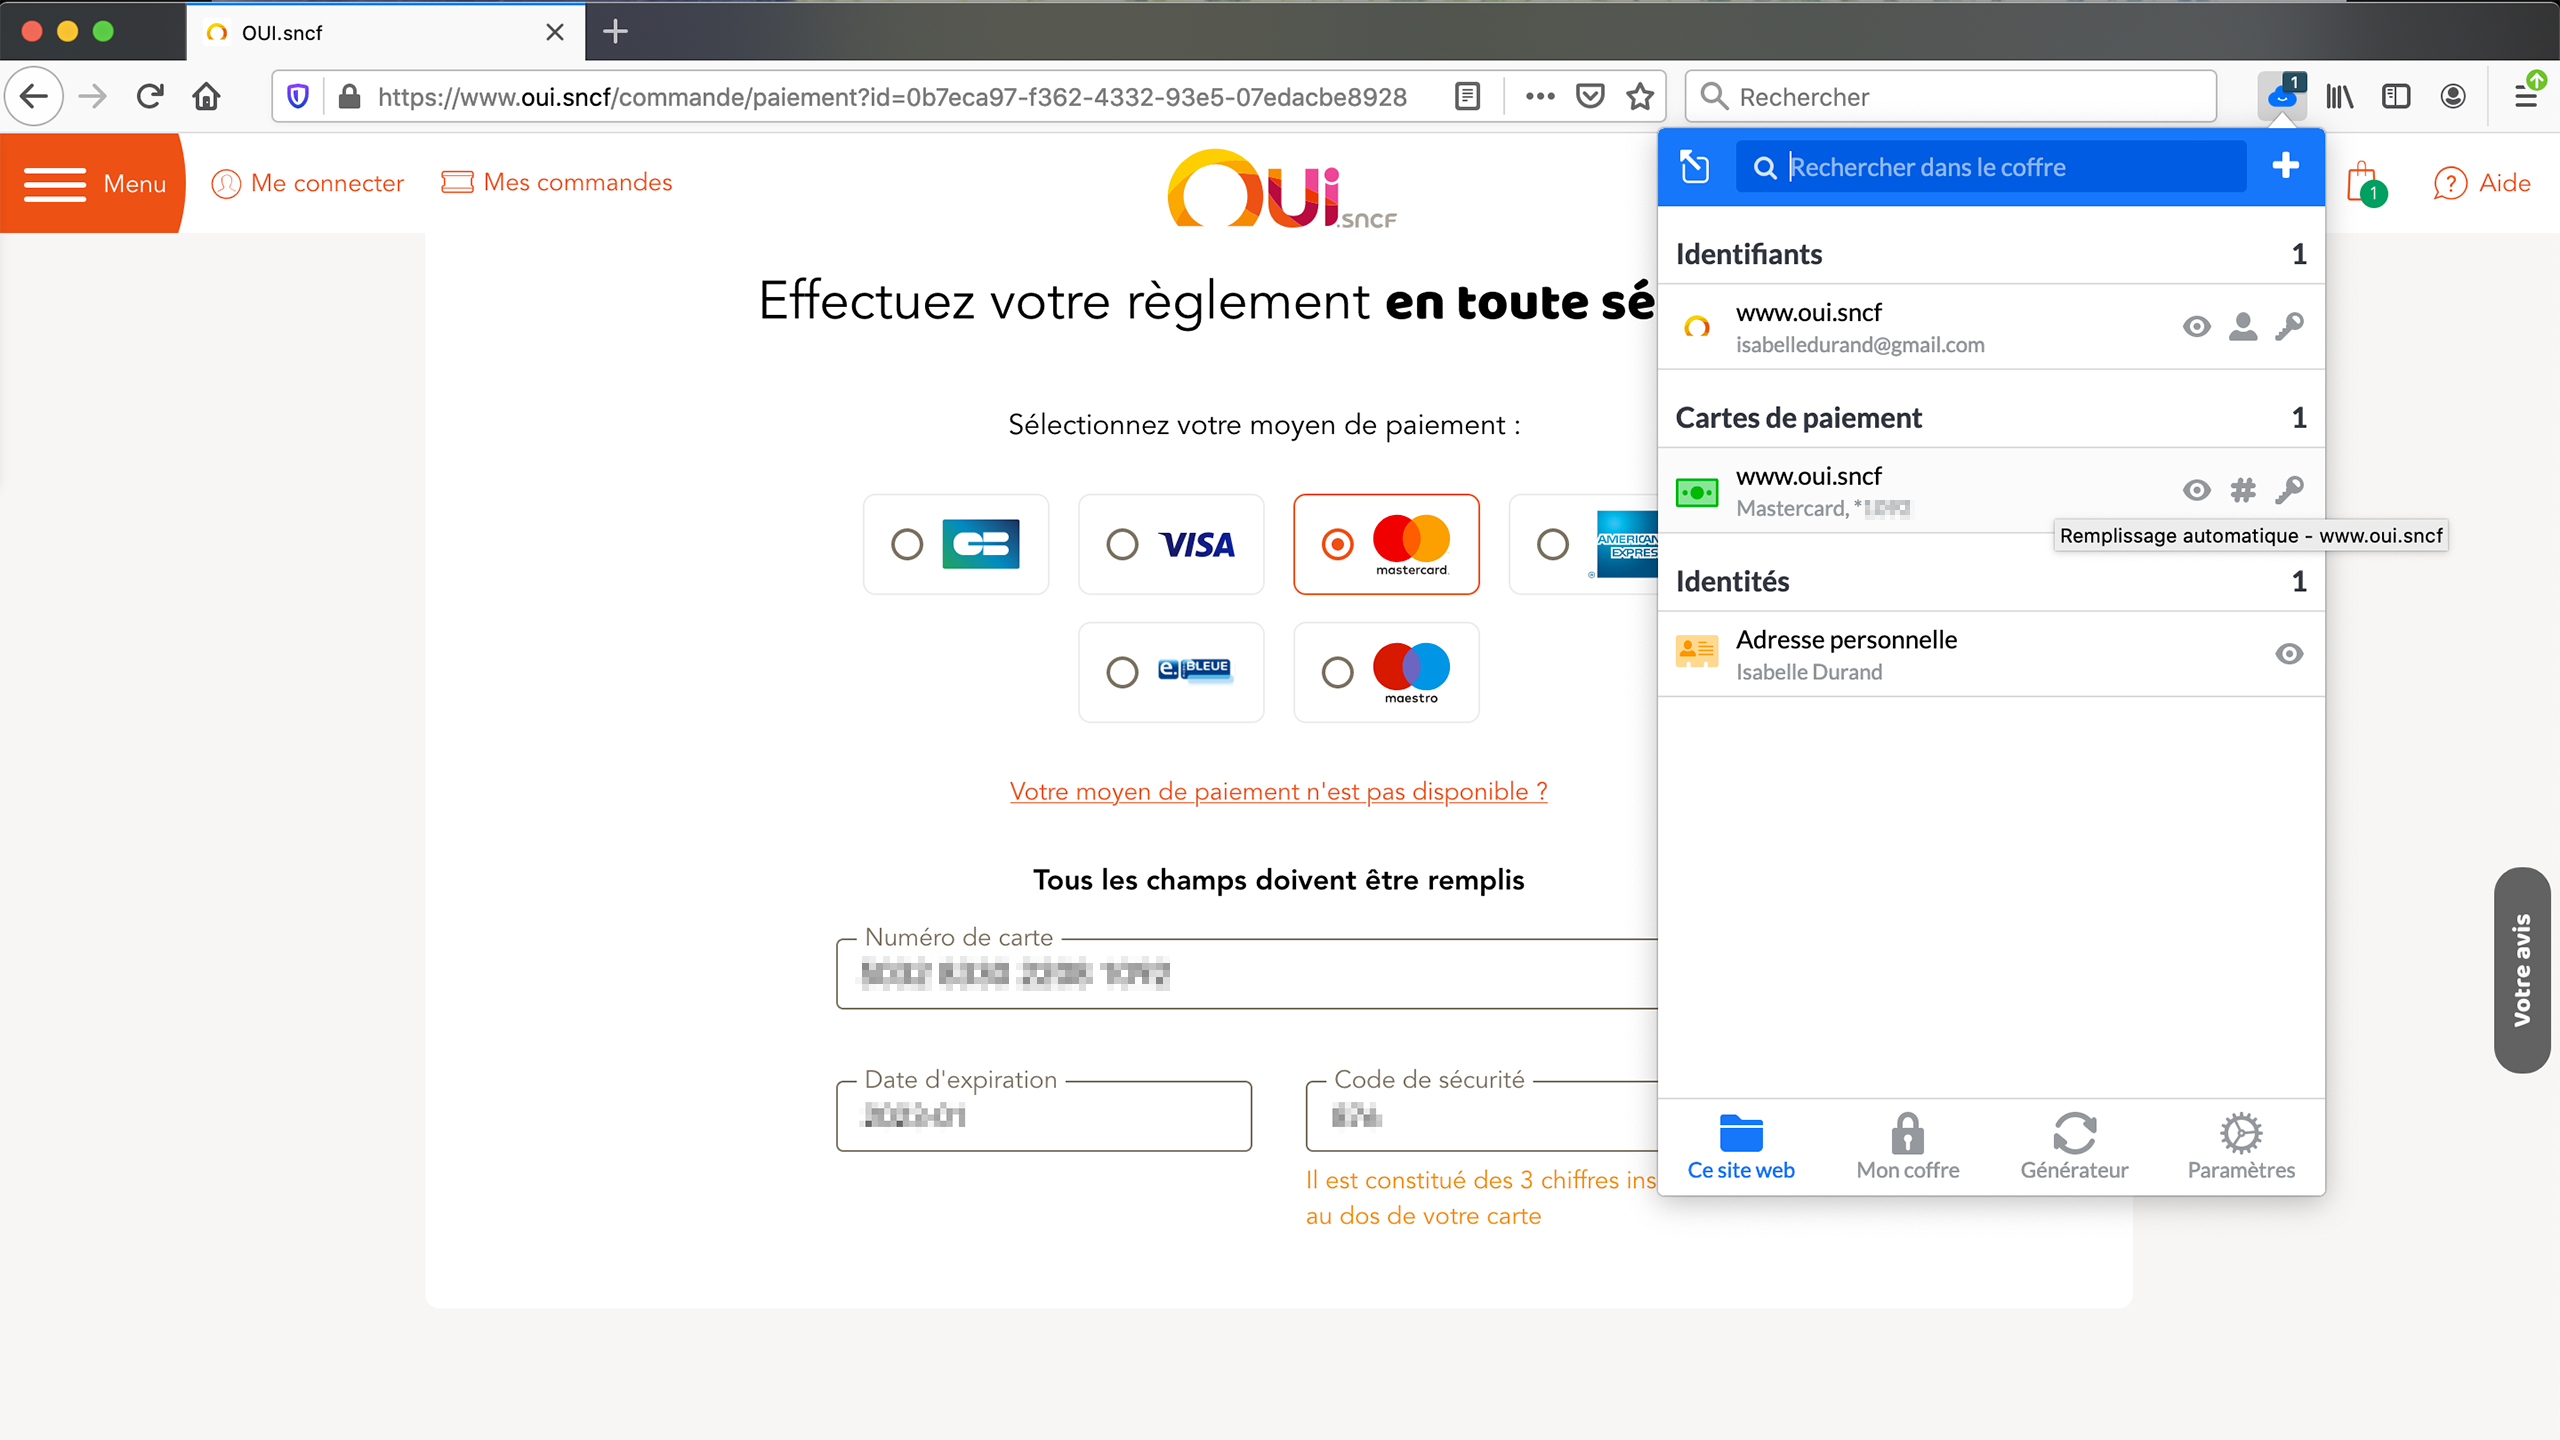 OUI.sncf
https://www.oui.sncf/commande/paiement?id=0b7eca97-f362-4332-93e5-07edacbe8928
Rechercher
1
Menu
Me connecter
Mes commandes
OUi.sncf
1
Aide
Effectuez votre règlement en toute sé
Sélectionnez votre moyen de paiement :
VISA
mastercard.
AMERICAN
EXPRESS
e. BLEUE
maestro
Votre moyen de paiement n'est pas disponible ?
Tous les champs doivent être remplis
Numéro de carte
Date d'expiration
Code de sécurité
Il est constitué des 3 chiffres ins
au dos de votre carte
Rechercher dans le coffre
Identifiants 1
www.oui.sncf
isabelledurand@gmail.com
Cartes de paiement 1
www.oui.sncf
Mastercard, *
Remplissage automatique - www.oui.sncf
Identités 1
Adresse personnelle
Isabelle Durand
Ce site web
Mon coffre
Générateur
Paramètres
Votre avis